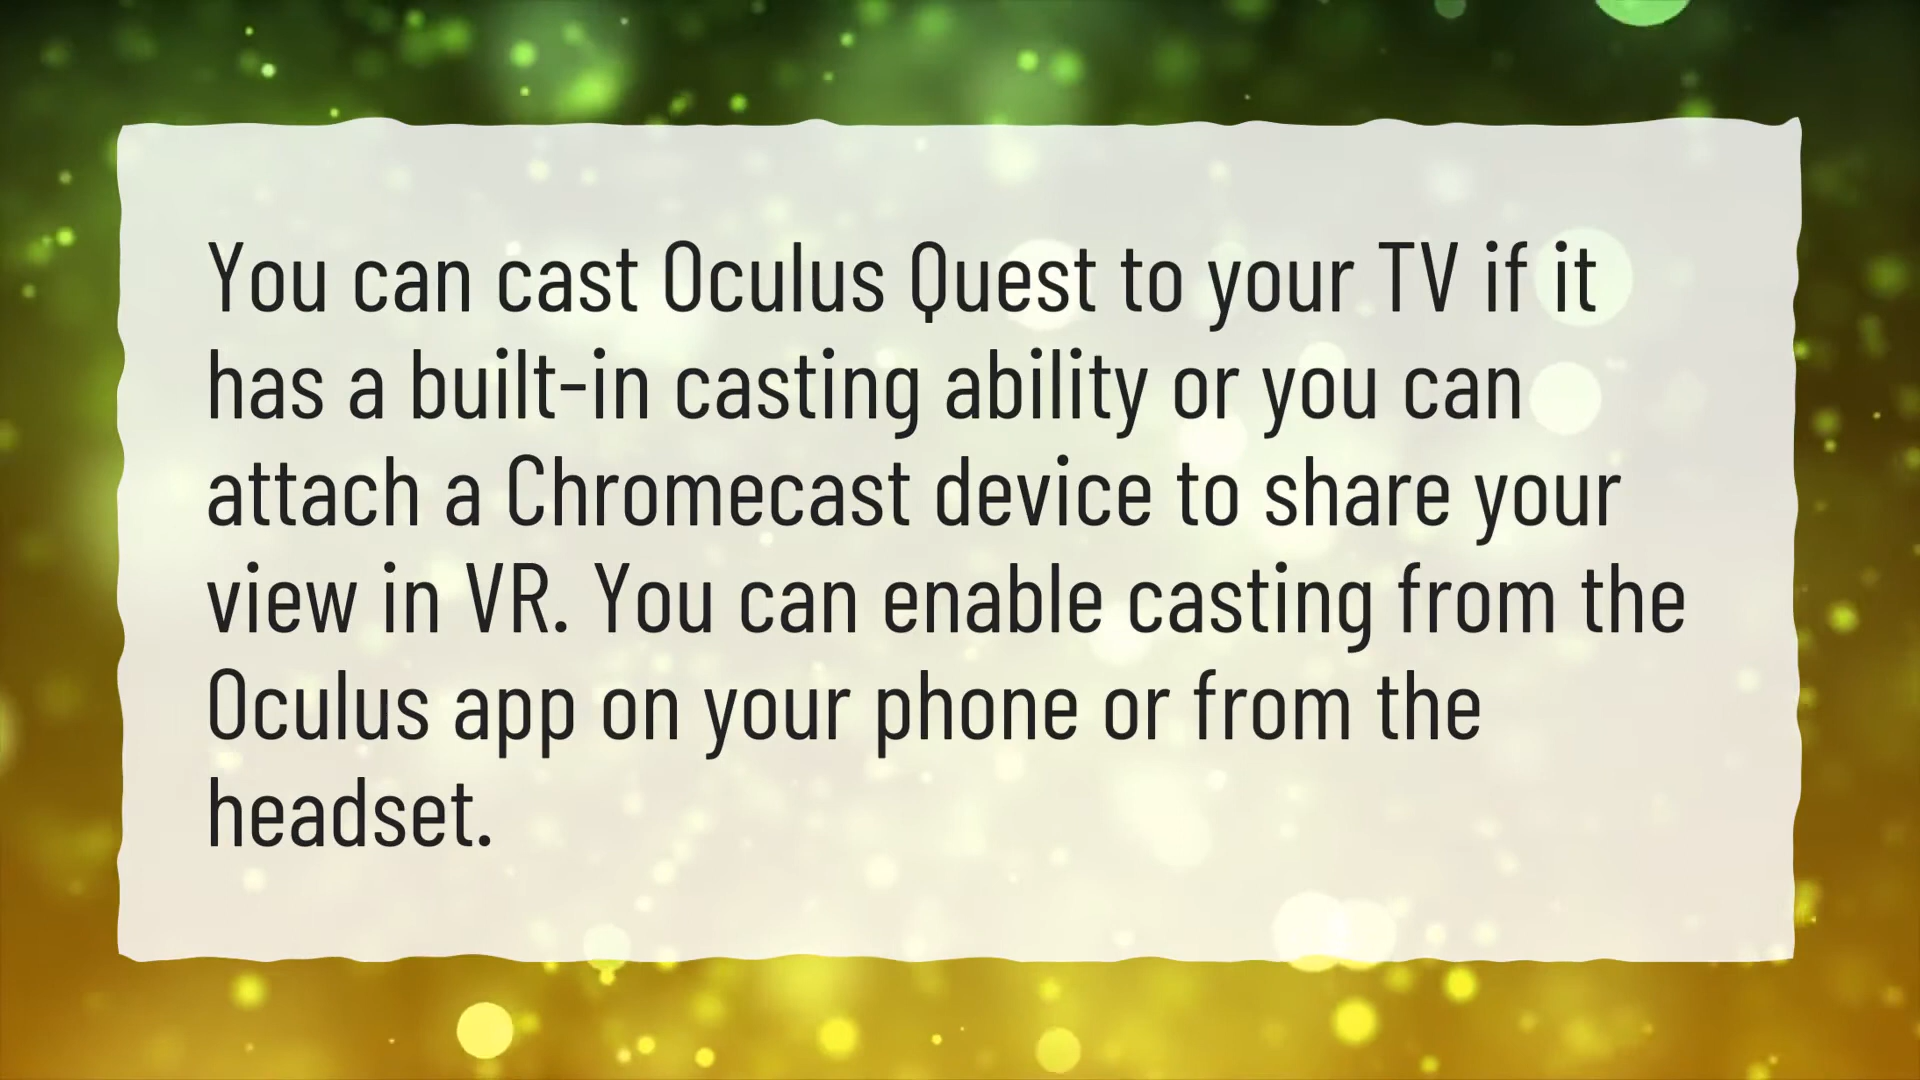 You can cast Oculus Quest to your TV if it
has a built-in casting ability or you can
attach a Chromecast device to share your
view in VR. You can enable casting from the
Oculus app on your phone or from the
headset.